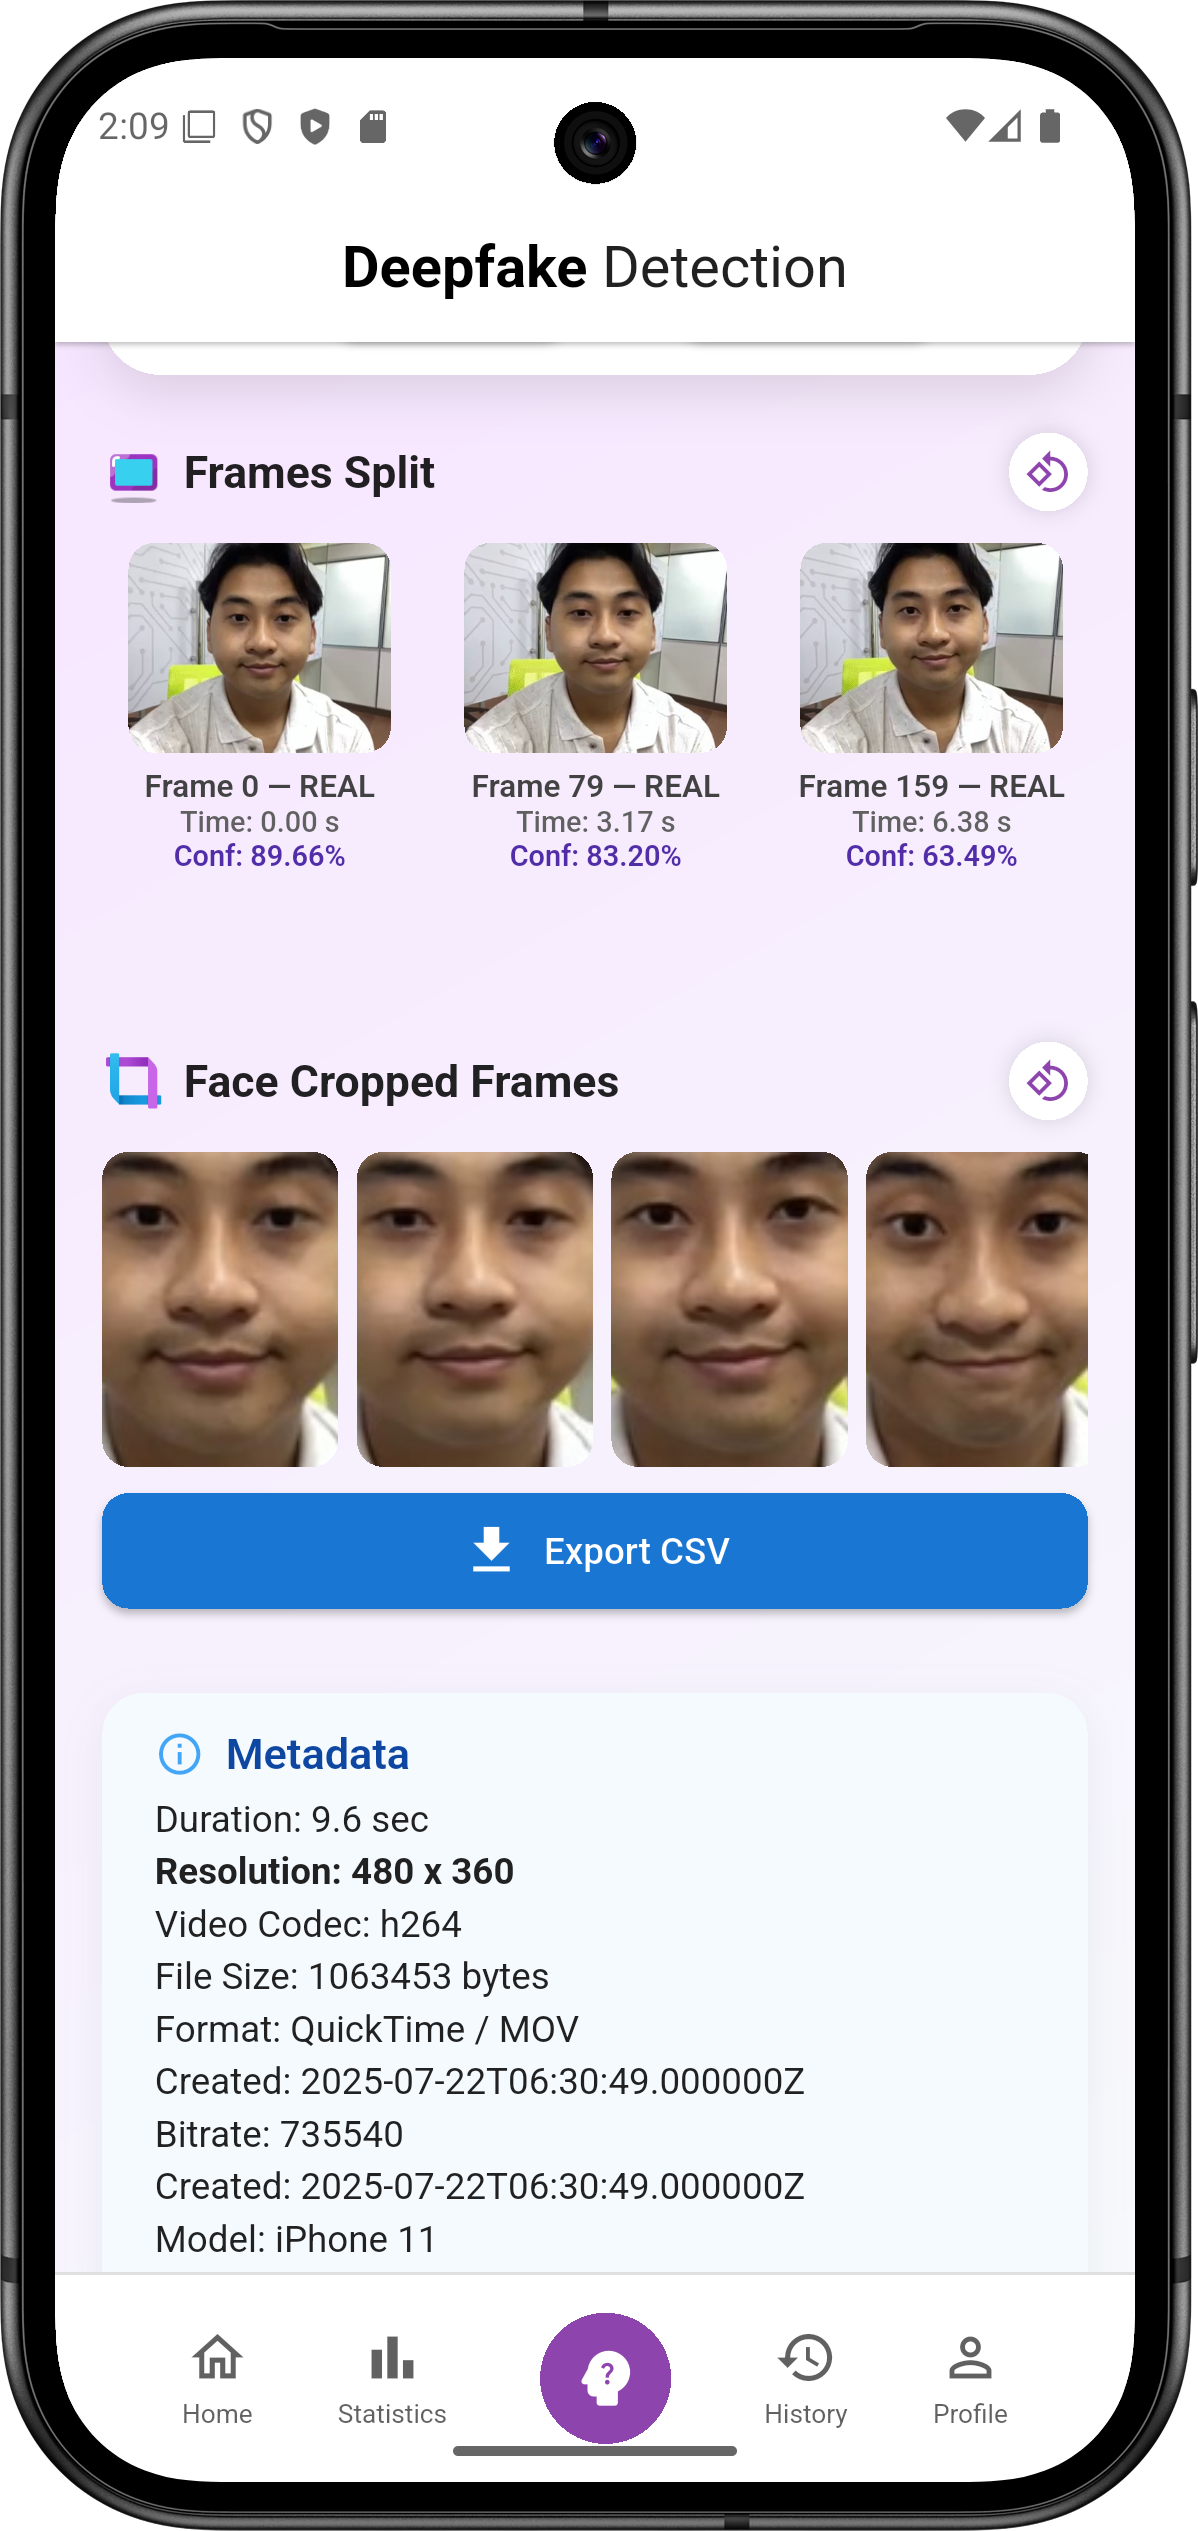 2:09
Deepfake Detection
Frames Split
Frame 0 – REAL
Time: 0.00 s
Conf: 89.66%
Frame 79 – REAL
Time: 3.17 s
Conf: 83.20%
Frame 159 – REAL
Time: 6.38 s
Conf: 63.49%
Face Cropped Frames
Export CSV
Metadata
Duration: 9.6 sec
Resolution: 480 x 360
Video Codec: h264
File Size: 1063453 bytes
Format: QuickTime / MOV
Created: 2025-07-22T06:30:49.000000Z
Bitrate: 735540
Created: 2025-07-22T06:30:49.000000Z
Model: iPhone 11
Home
Statistics
?
History
Profile